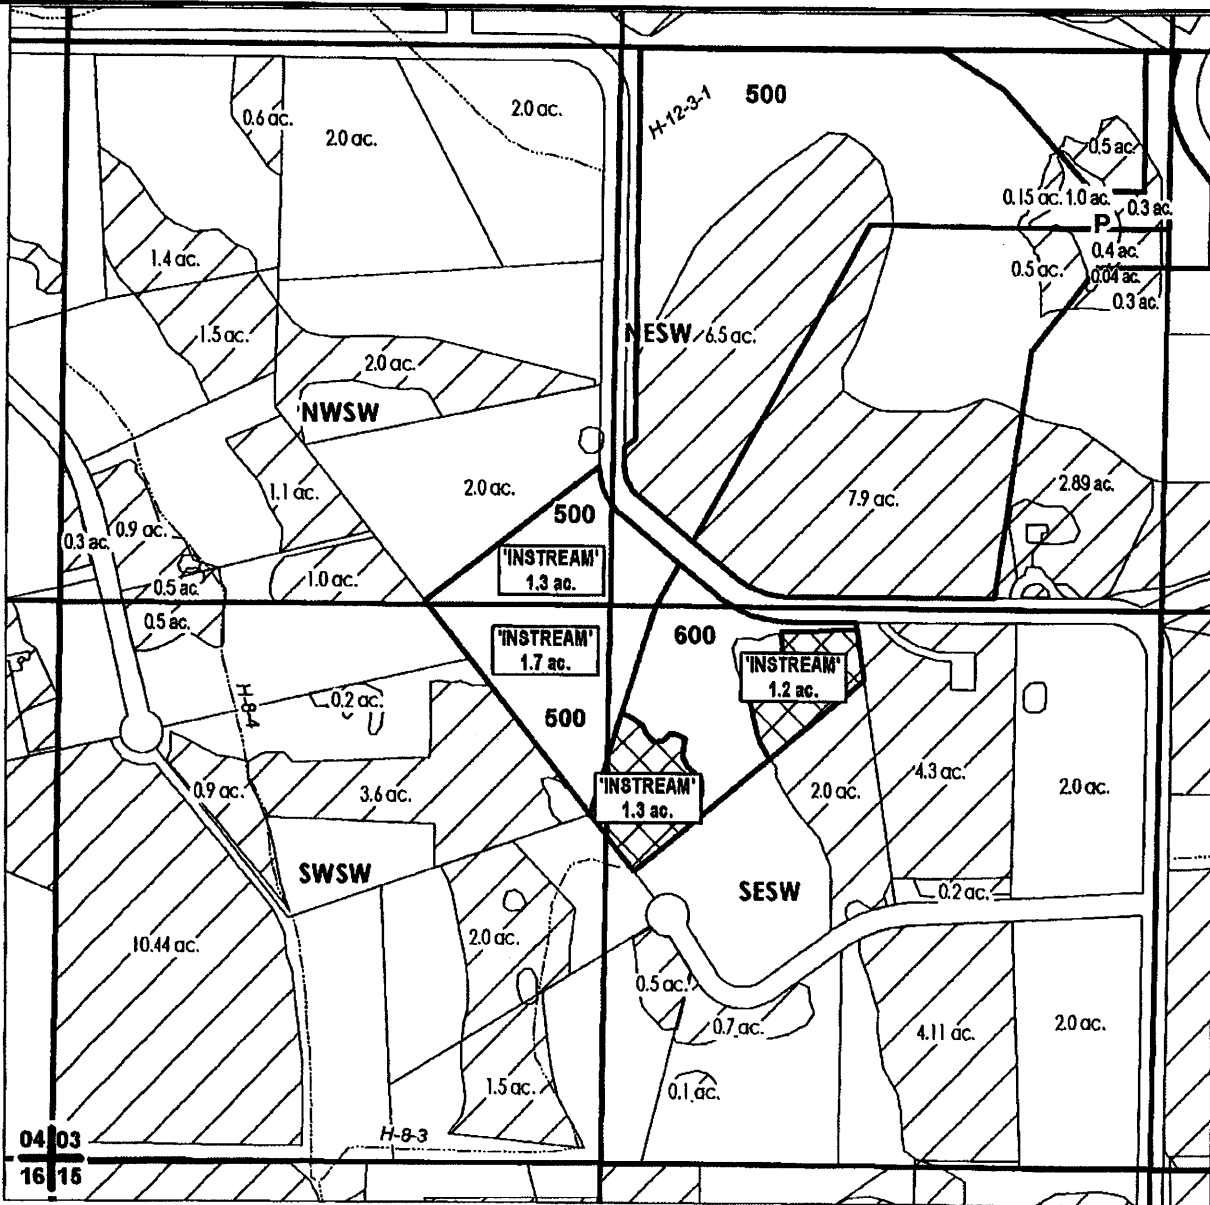 500
H-12-3-1
2.0 ac.
0.6 ac.
2.0 ac.
0.5 ac.
0.15 ac.
1.0 ac.
0.3 ac.
P
0.4 ac.
0.5 ac.
0.04 ac.
0.3 ac.
1.4 ac.
1.5 ac.
NESW
6.5 ac.
2.0 ac.
NWSW
1.1 ac.
2.0 ac.
7.9 ac.
2.89 ac.
500
0.9 ac.
0.3 ac.
'INSTREAM'
1.3 ac.
1.0 ac.
0.5 ac.
0.5 ac.
'INSTREAM'
1.7 ac.
600
'INSTREAM'
1.2 ac.
H-8-4
0.2 ac.
500
4.3 ac.
0.9 ac.
3.6 ac.
'INSTREAM'
1.3 ac.
2.0 ac.
2.0 ac.
SWSW
SESW
0.2 ac.
10.44 ac.
2.0 ac.
0.5 ac.
0.7 ac.
4.11 ac.
2.0 ac.
1.5 ac.
0.1 ac.
H-8-3
04 03
16 15